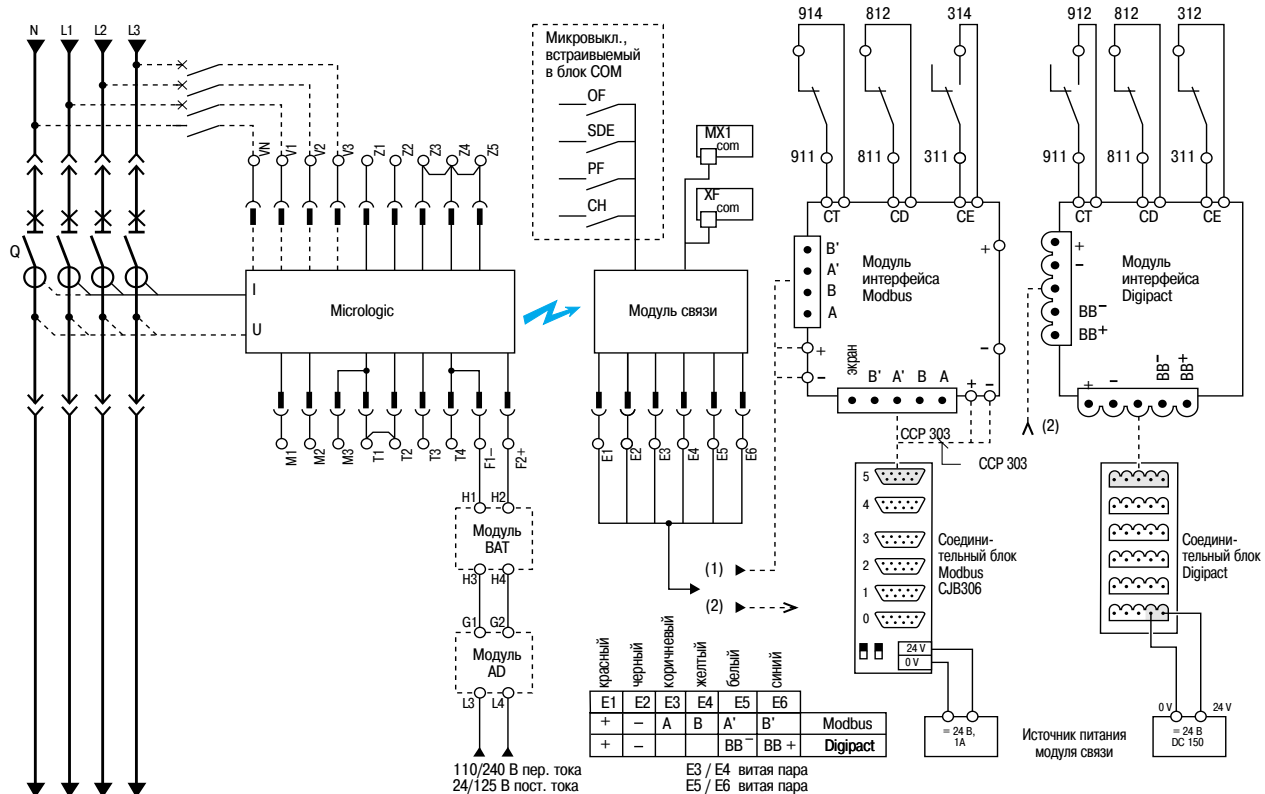 N L1 L2 L3
Микровыкл.,
встраивыемый
в блок COM
OF
SDE
PF
CH
MX1
com
XF
com
914 812 314
911 811 311
CT CD CE
912 812 312
911 811 311
CT CD CE
VN V1 V2 V3 Z1 Z2 Z3 Z4 Z5
Q
I
U
Micrologic
Модуль связи
B'
A'
B
A
+
−
Модуль
интерфейса
Modbus
+
−
экран B' A' B A + −
+
−
BB−
BB+
Модуль
интерфейса
Digipact
+ − BB− BB+
(2)
M1 M2 M3 T1 T2 T3 T4 F1− F2+
E1 E2 E3 E4 E5 E6
CCP 303
CCP 303
H1 H2
Модуль
BAT
H3 H4
G1 G2
Модуль
AD
L3 L4
110/240 В пер. тока
24/125 В пост. тока
(1)
(2)
5
4
3
2
1
0
Соедини-
тельный блок
Modbus
CJB306
24 V
0 V
= 24 В,
1А
Соедини-
тельный блок
Digipact
0 V 24 V
= 24 В
DC 150
Источник питания
модуля связи
красный черный коричневый желтый белый синий
E1 E2 E3 E4 E5 E6
+ − A B A' B' Modbus
+ − BB− BB+ Digipact
E3 / E4 витая пара
E5 / E6 витая пара